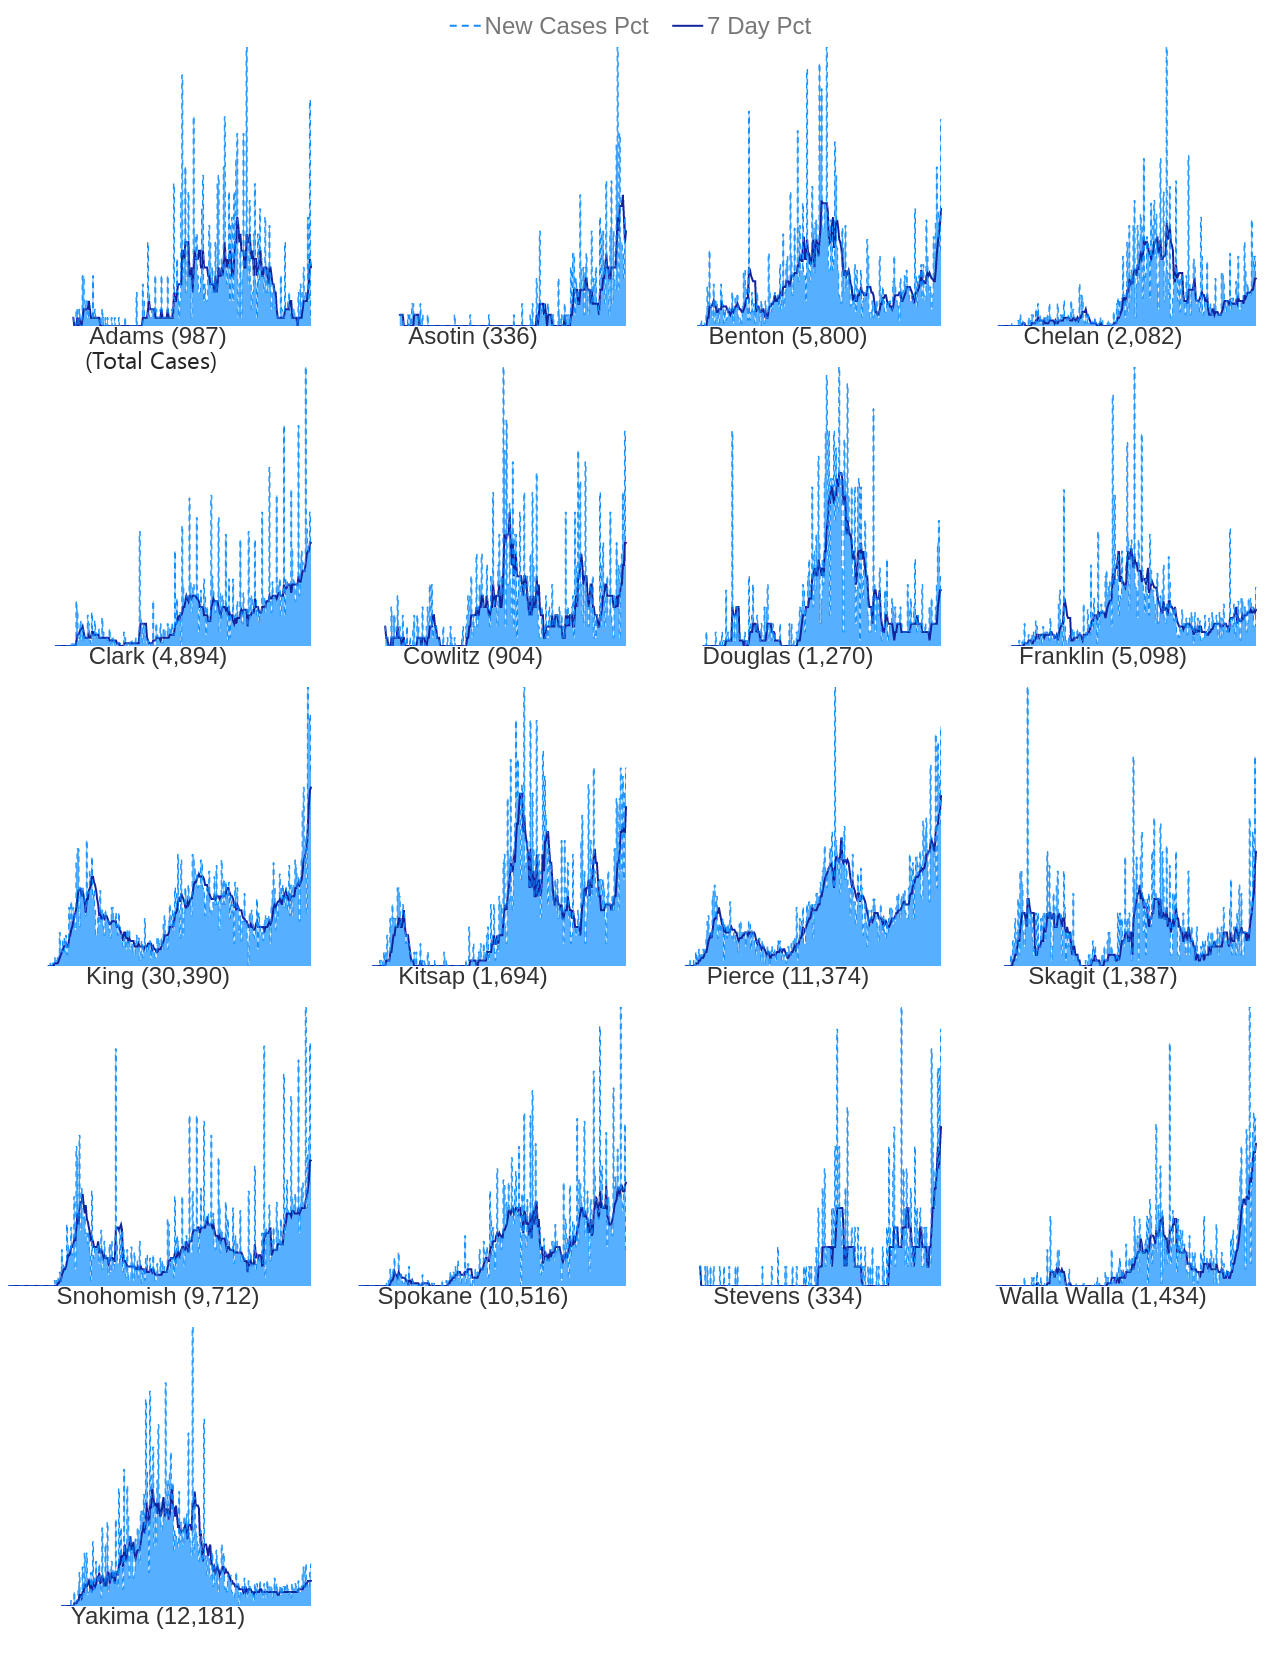 New Cases Pct 7 Day Pct
Adams (987) Asotin (336) Benton (5,800) Chelan (2,082)
(Total Cases)
Clark (4,894) Cowlitz (904) Douglas (1,270) Franklin (5,098)
King (30,390) Kitsap (1,694) Pierce (11,374) Skagit (1,387)
Snohomish (9,712) Spokane (10,516) Stevens (334) Walla Walla (1,434)
Yakima (12,181)